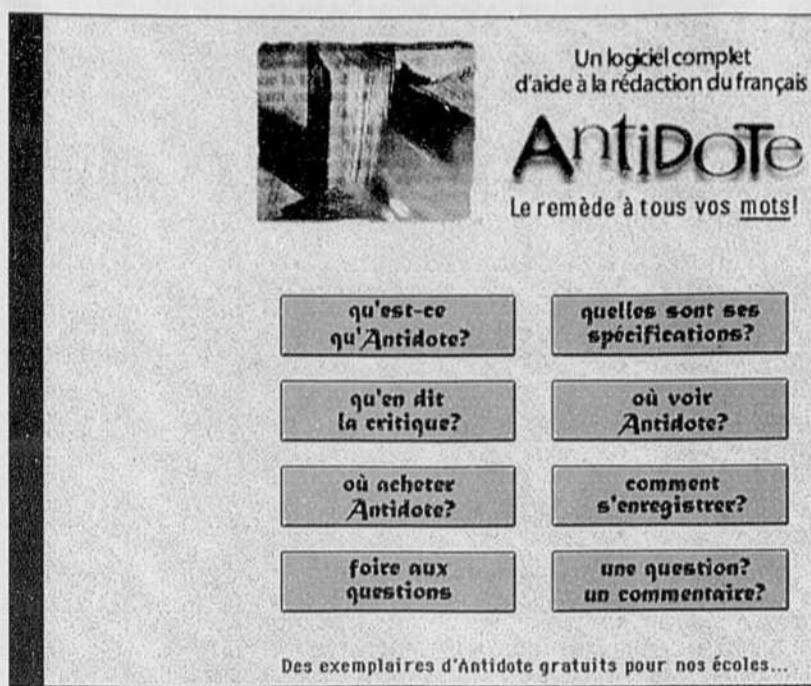 Un logiciel complet
d'aide à la rédaction du français
AntiDoTe
Le remède à tous vos mots!
qu'est-ce
qu'Antidote?
quelles sont ses
spécifications?
qu'en dit
la critique?
où voir
Antidote?
où acheter
Antidote?
comment
s'enregistrer?
foire aux
questions
une question?
un commentaire?
Des exemplaires d'Antidote gratuits pour nos écoles...